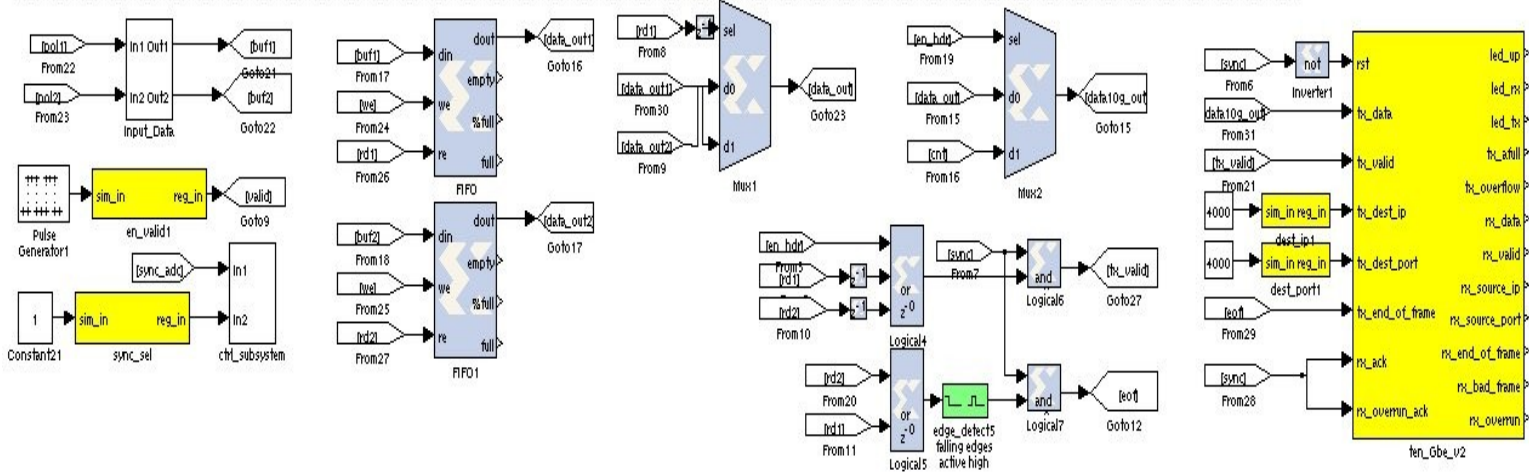 [pol1]
From22
[pol2]
From23
In1 Out1
In2 Out2
Input_Data
[buf1]
Goto21
[buf2]
Goto22
Pulse
Generator1
sim_in reg_in
en_valid1
[valid]
Goto9
[sync_adc]
1
Constant21
sim_in reg_in
sync_sel
In1
In2
ctrl_subsystem
[buf1]
From17
[we]
From24
[rd1]
From26
din
we
re
dout
empty
%full
full
FIFO
[data_out1]
Goto16
[buf2]
From18
[we]
From25
[rd2]
From27
din
we
re
dout
empty
%full
full
FIFO1
[data_out2]
Goto17
[rd1]
From8
[data_out1]
From30
[data_out2]
From9
sel
d0
d1
Mux1
[data_out]
Goto23
[en_hdr]
From19
[data_out]
From15
[cnt]
From16
sel
d0
d1
Mux2
[data10g_out]
Goto15
[en_hdr]
From5
[rd1]
z-1
[rd2]
z-1
From10
or
z-0
Logical4
[sync]
From7
and
Logical6
[tx_valid]
Goto27
[rd2]
From20
[rd1]
From11
or
z-0
Logical5
edge_detect5
falling edges
active high
and
Logical7
[eof]
Goto12
[sync]
From6
not
Inverter1
data10g_out]
From31
[tx_valid]
From21
4000
sim_in reg_in
dest_ip1
4000
sim_in reg_in
dest_port1
[eof]
From29
[sync]
From28
rst
tx_data
tx_valid
tx_dest_ip
tx_dest_port
tx_end_of_frame
rx_ack
rx_overrun_ack
led_up
led_rx
led_tx
tx_afull
tx_overflow
rx_data
rx_valid
rx_source_ip
rx_source_port
rx_end_of_frame
rx_bad_frame
rx_overrun
ten_Gbe_v2